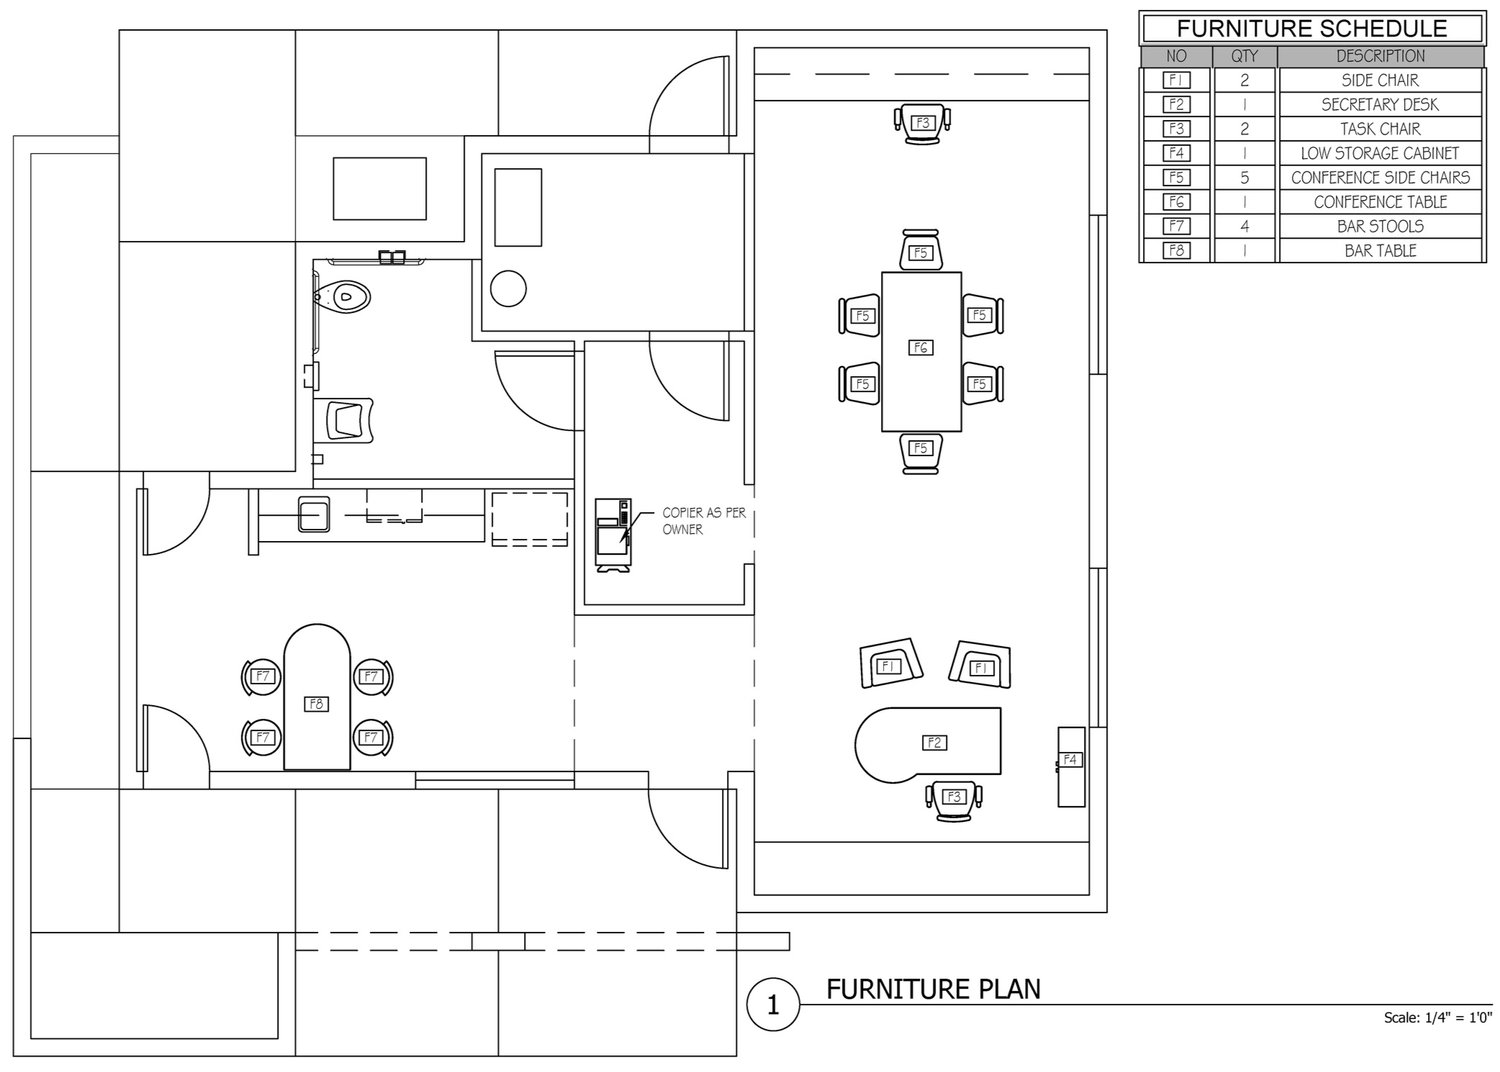 FURNITURE SCHEDULE
NO QTY DESCRIPTION
F1 2 SIDE CHAIR
F2 1 SECRETARY DESK
F3 2 TASK CHAIR
F4 1 LOW STORAGE CABINET
F5 5 CONFERENCE SIDE CHAIRS
F6 1 CONFERENCE TABLE
F7 4 BAR STOOLS
F8 1 BAR TABLE
F3
F5
F5 F5
F6
F5 F5
F5
COPIER AS PER
OWNER
F1 F1
F7 F7
F8
F7 F7
F2
F4
F3
1 FURNITURE PLAN
Scale: 1/4" = 1'0"